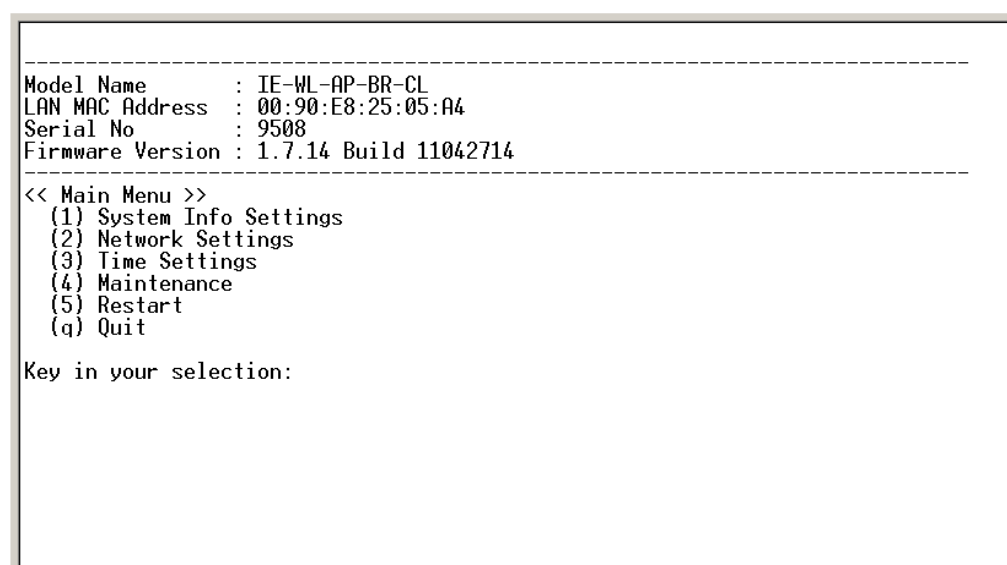 Model Name : IE-WL-AP-BR-CL
LAN MAC Address : 00:90:E8:25:05:A4
Serial No : 9508
Firmware Version : 1.7.14 Build 11042714
<< Main Menu >>
(1) System Info Settings
(2) Network Settings
(3) Time Settings
(4) Maintenance
(5) Restart
(q) Quit
Key in your selection: